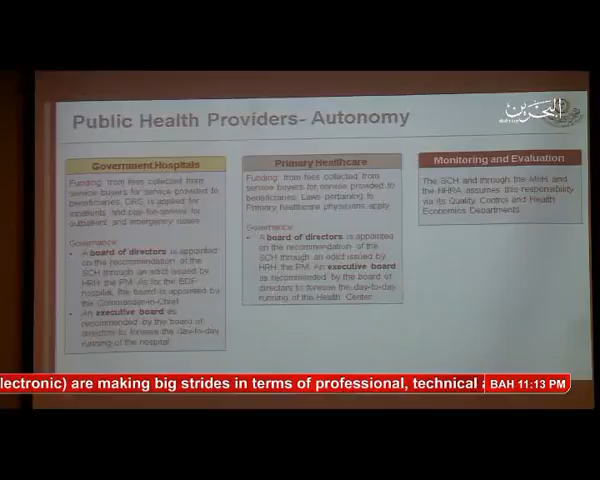 البحرين
Public Health Providers- Autonomy
Government Hospitals
Funding: from fees collected from
service buyers for service provided to
beneficiaries. DRG is applied for
inpatients and pay-for-service for
outpatient and emergency issues
Governance:
• A board of directors is appointed
on the recommendation of the
SCH through an edict issued by
HRH the PM. As for the BDF
hospital, the board is appointed by
the Commander-in-Chief
• An executive board as
recommended by the board of
directors to foresee the day-to-day
running of the hospital
Primary Healthcare
Funding: from fees collected from
service buyers for service provided to
beneficiaries. Laws pertaining to
Primary healthcare physicians apply
Governance:
• A board of directors is appointed
on the recommendation of the
SCH through an edict issued by
HRH the PM. An executive board
as recommended by the board of
directors to foresee the day-to-day
running of the Health Center
Monitoring and Evaluation
The SCH and through the MoH and
the NHRA assumes this responsibility
via its Quality Control and Health
Economics Departments
lectronic) are making big strides in terms of professional, technical
BAH 11:13 PM